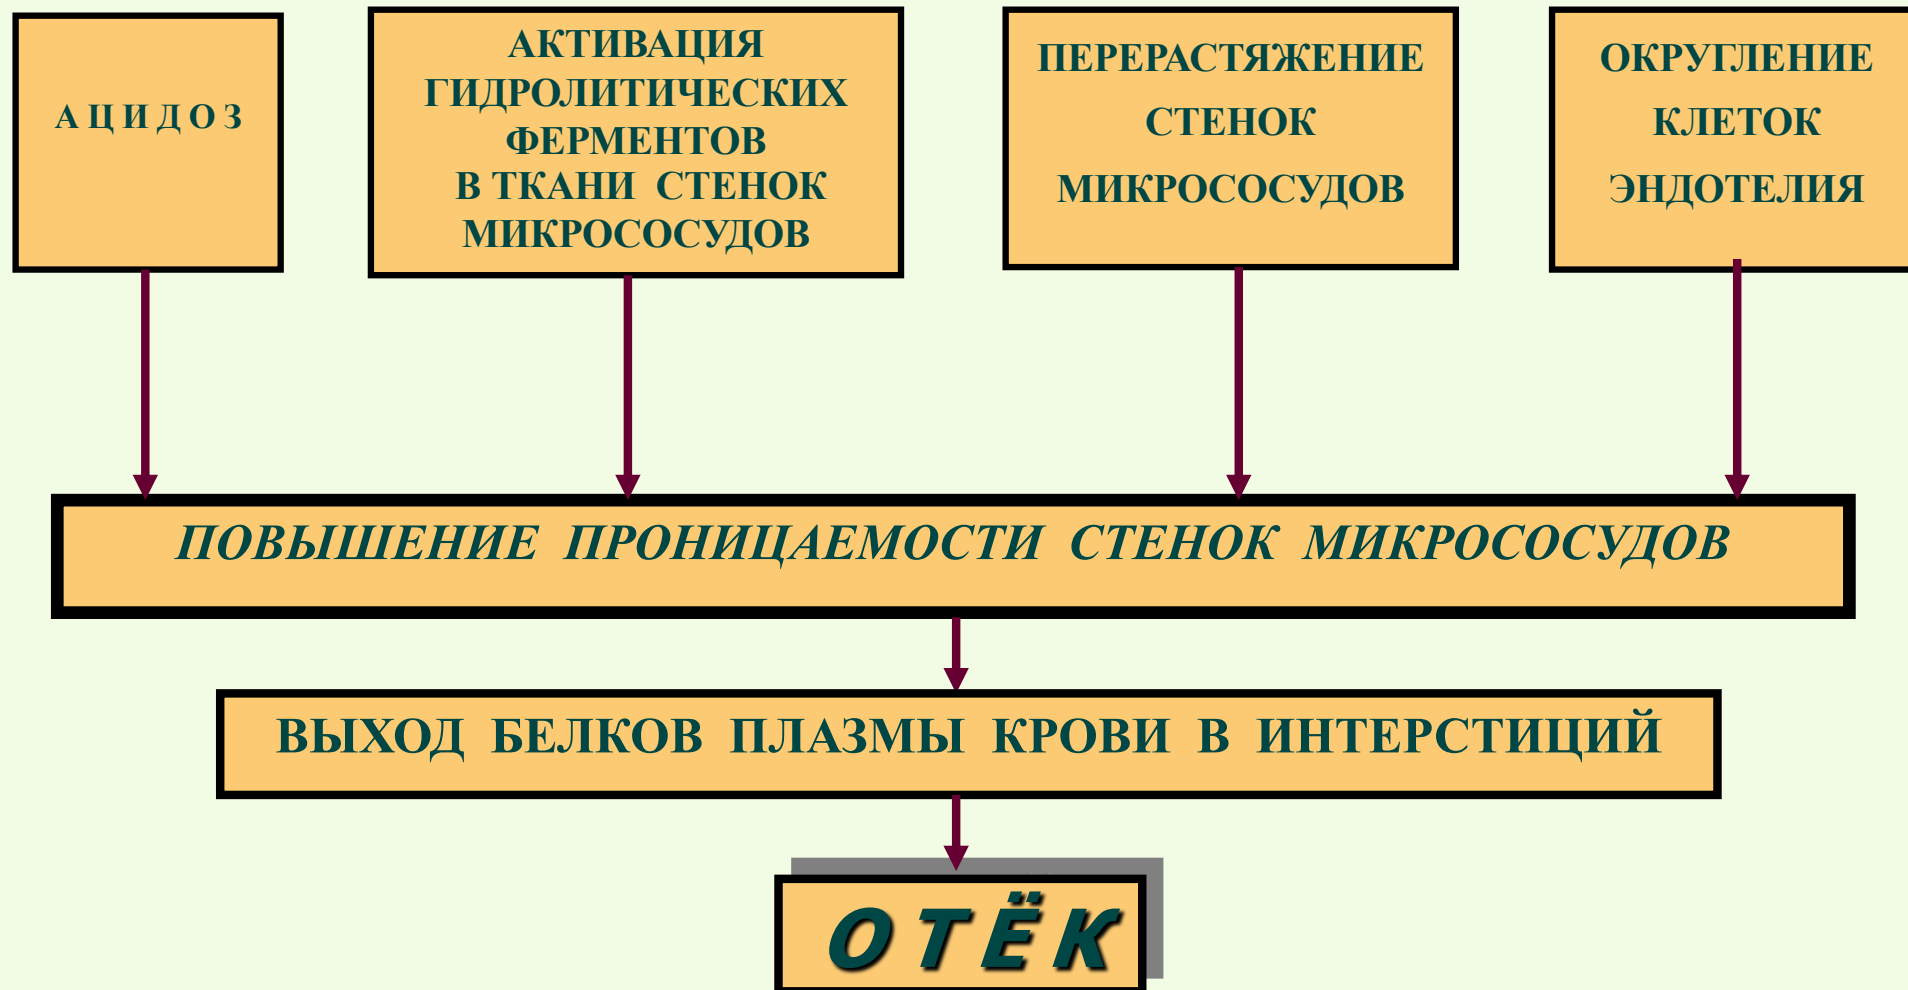 А Ц И Д О З
АКТИВАЦИЯ
ГИДРОЛИТИЧЕСКИХ
ФЕРМЕНТОВ
В ТКАНИ СТЕНОК
МИКРОСОСУДОВ
ПЕРЕРАСТЯЖЕНИЕ
СТЕНОК
МИКРОСОСУДОВ
ОКРУГЛЕНИЕ
КЛЕТОК
ЭНДОТЕЛИЯ
ПОВЫШЕНИЕ ПРОНИЦАЕМОСТИ СТЕНОК МИКРОСОСУДОВ
ВЫХОД БЕЛКОВ ПЛАЗМЫ КРОВИ В ИНТЕРСТИЦИЙ
О Т Ё К